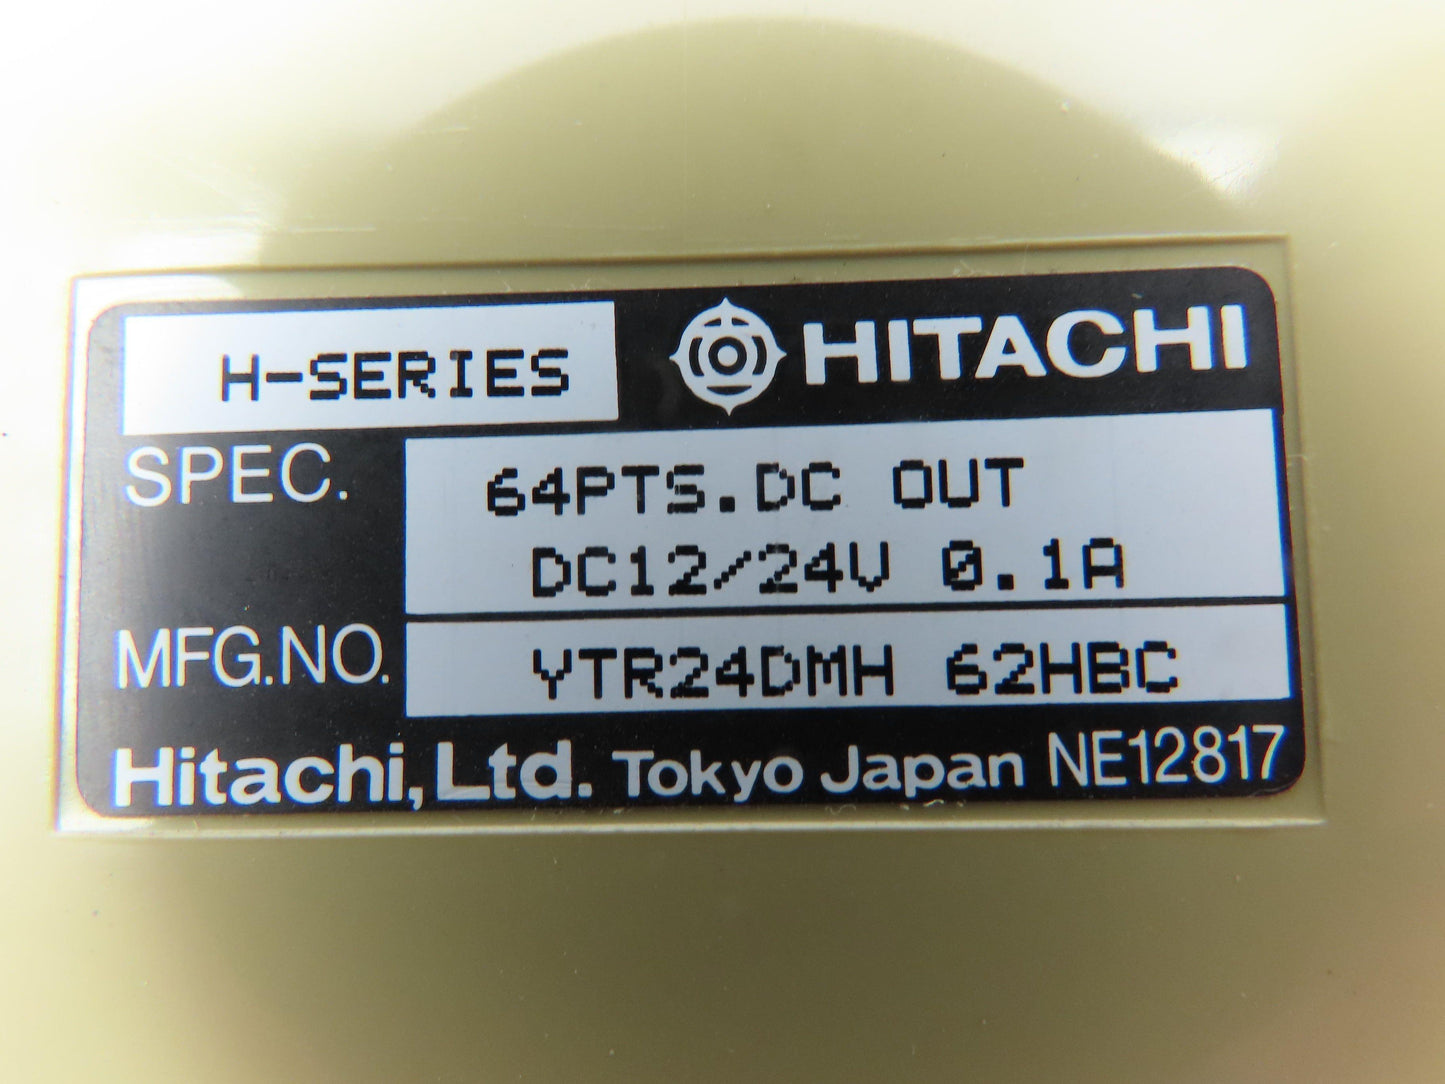 H-SERIES
HITACHI
SPEC.
64PTS.DC OUT
DC12/24V 0.1A
MFG.NO.
YTR24DMH 62HBC
Hitachi, Ltd. Tokyo Japan NE12817